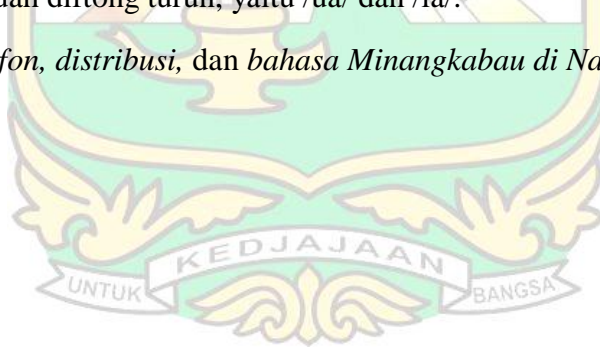 dan diftong turun, yaitu /ua/ dan /ia/.
fon, distribusi, dan bahasa Minangkabau di Na
UNTUK KEDJAJAAN BANGSA